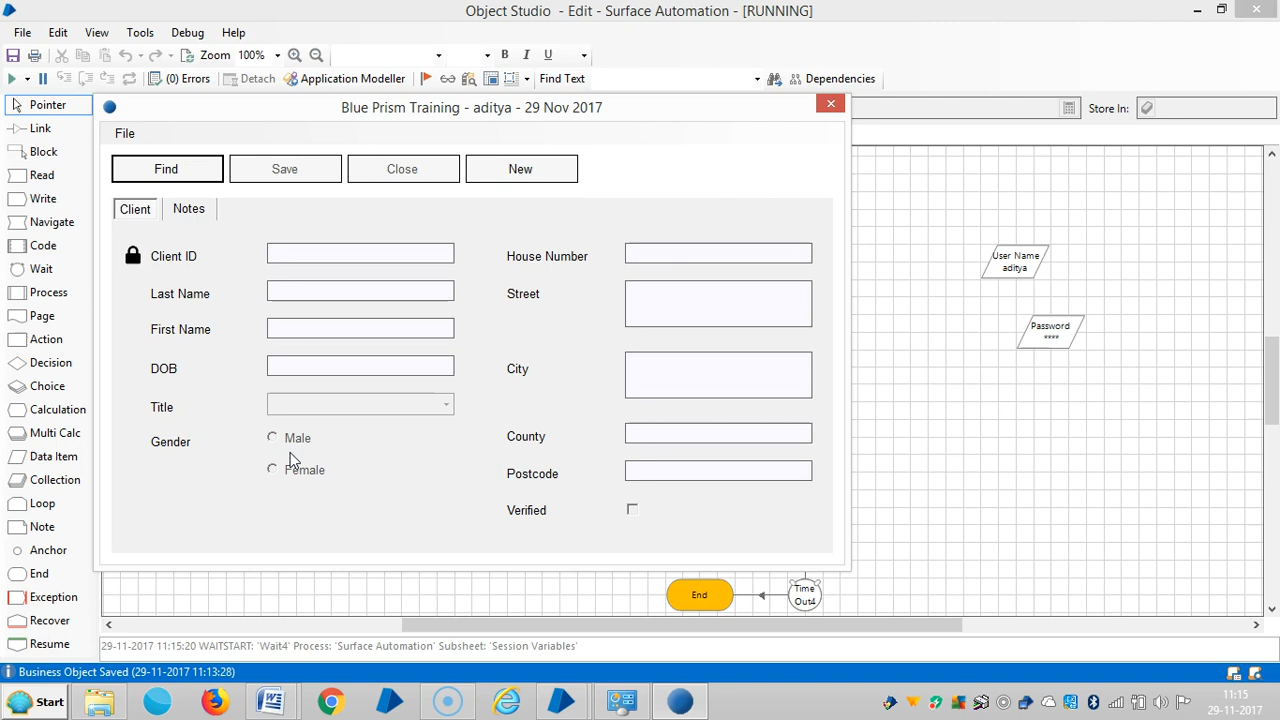 Object Studio - Edit - Surface Automation - [RUNNING]
File Edit View Tools Debug Help
Zoom 100% B I U
(0) Errors Detach Application Modeller Find Text Dependencies
Pointer
Link
Block
Read
Write
Navigate
Code
Wait
Process
Page
Action
Decision
Choice
Calculation
Multi Calc
Data Item
Collection
Loop
Note
Anchor
End
Exception
Recover
Resume
Store In:
Blue Prism Training - aditya - 29 Nov 2017
File
Find Save Close New
Client Notes
Client ID
Last Name
First Name
DOB
Title
Gender
Male
Female
House Number
Street
City
County
Postcode
Verified
User Name
aditya
Password
****
End
Time
Out4
29-11-2017 11:15:20 WAITSTART: 'Wait4' Process: 'Surface Automation' Subsheet: 'Session Variables'
Business Object Saved (29-11-2017 11:13:28)
Start
11:15
29-11-2017